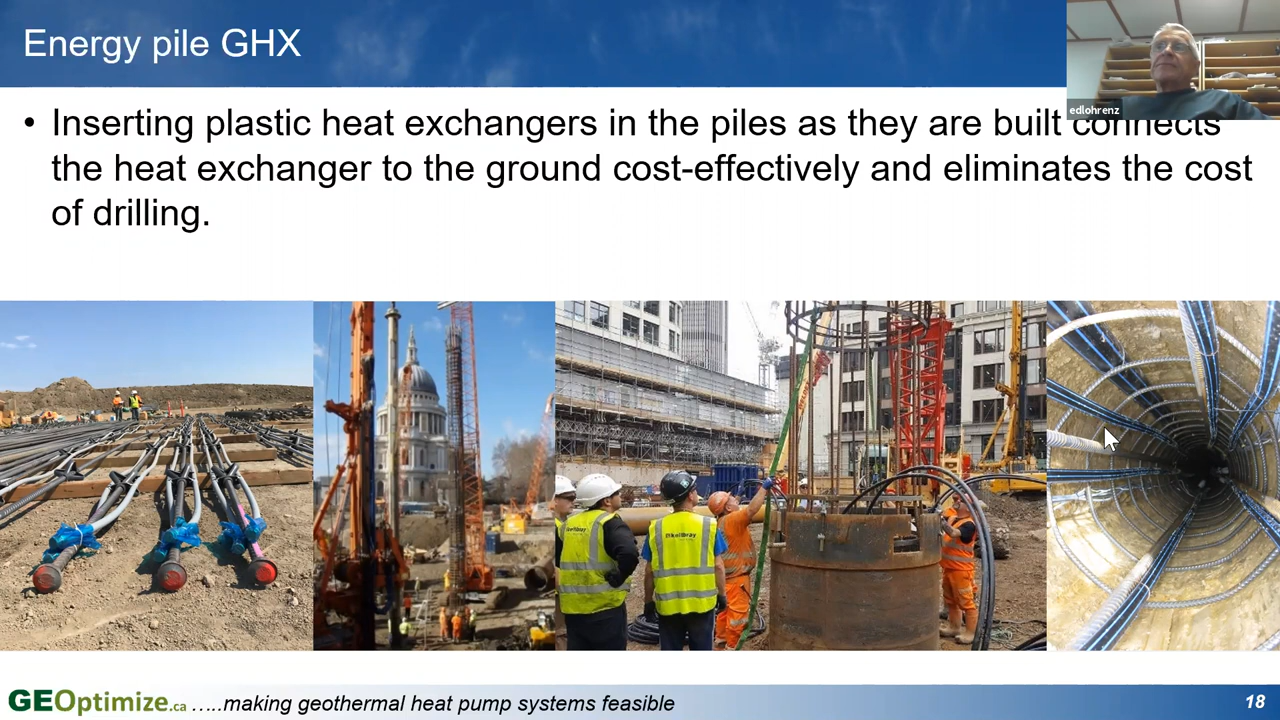 Energy pile GHX
edlohrenz
• Inserting plastic heat exchangers in the piles as they are built connects
the heat exchanger to the ground cost-effectively and eliminates the cost
of drilling.
GEOptimize.ca …..making geothermal heat pump systems feasible
18